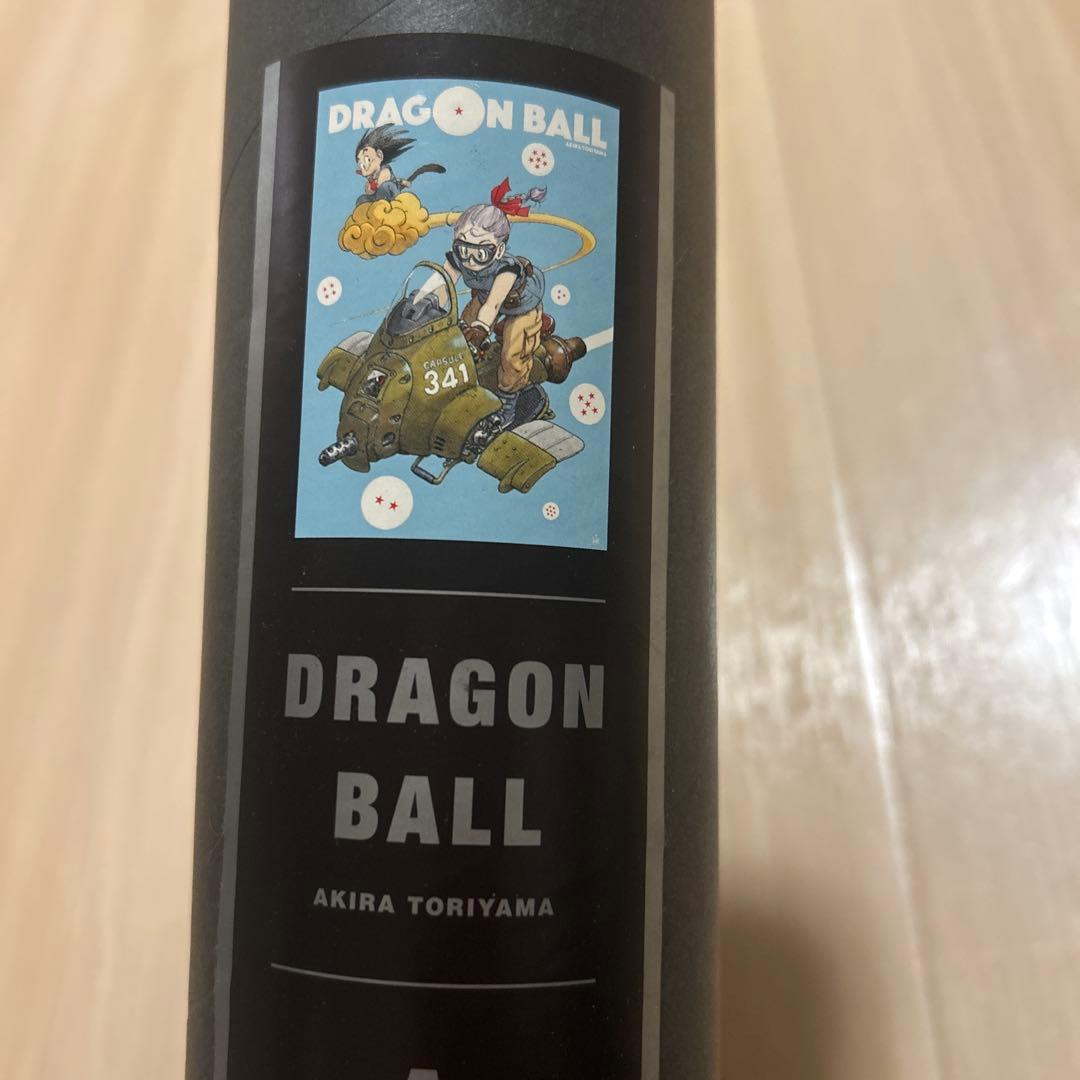 DRAGON BALL
AKIRA TORIYAMA
CAPSULE
341
DRAGON
BALL
AKIRA TORIYAMA